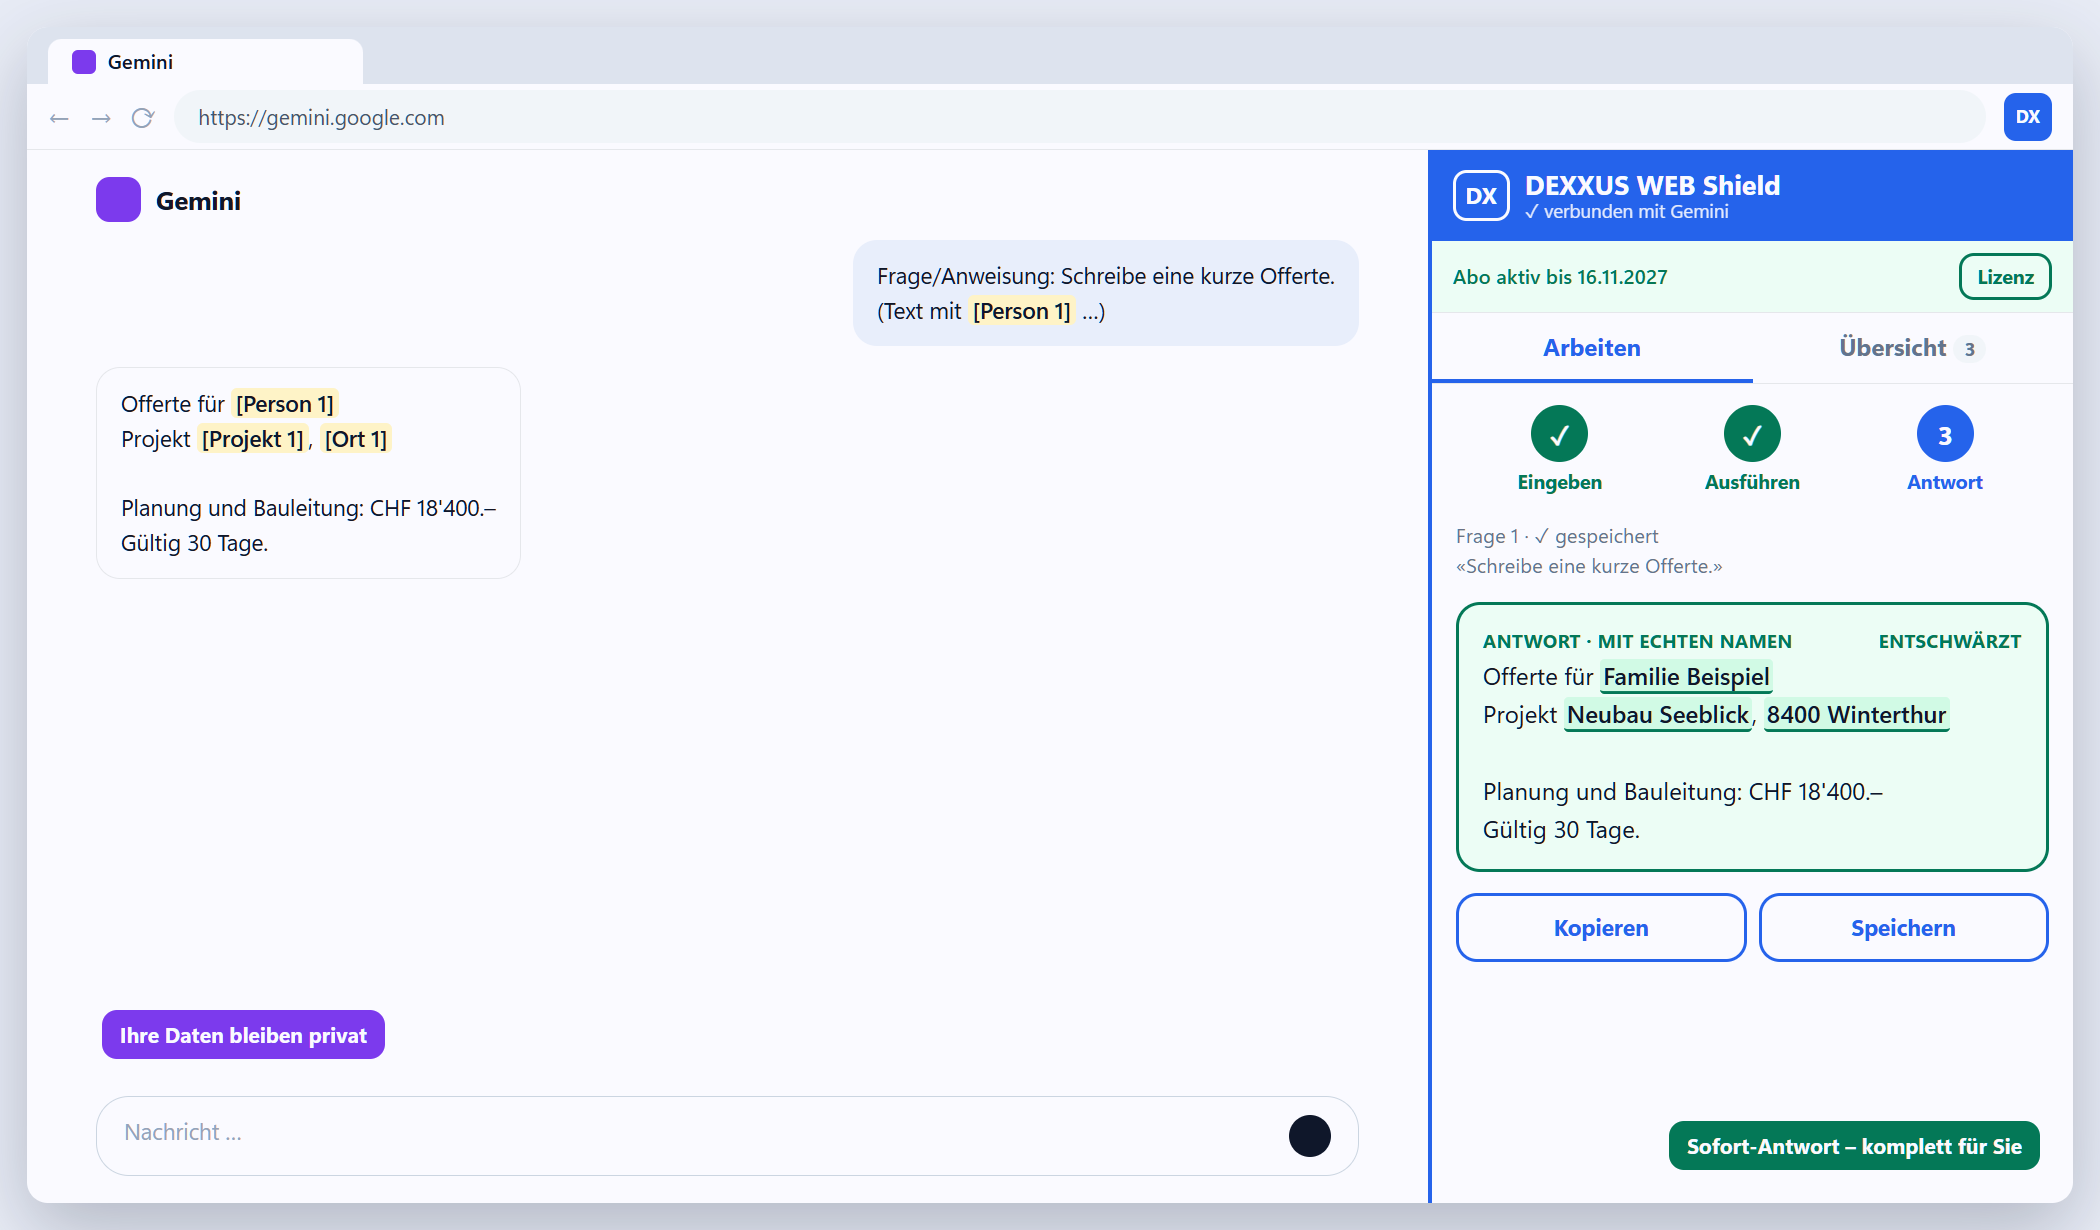 Gemini
https://gemini.google.com
DX
Gemini
Frage/Anweisung: Schreibe eine kurze Offerte.
(Text mit [Person 1] ...)
Offerte für [Person 1]
Projekt [Projekt 1], [Ort 1]
Planung und Bauleitung: CHF 18'400.–
Gültig 30 Tage.
Ihre Daten bleiben privat
Nachricht ...
DX
DEXXUS WEB Shield
✓ verbunden mit Gemini
Abo aktiv bis 16.11.2027
Lizenz
Arbeiten
Übersicht 3
✓
Eingeben
✓
Ausführen
3
Antwort
Frage 1 · ✓ gespeichert
«Schreibe eine kurze Offerte.»
ANTWORT · MIT ECHTEN NAMEN
ENTSCHWÄRZT
Offerte für Familie Beispiel
Projekt Neubau Seeblick, 8400 Winterthur
Planung und Bauleitung: CHF 18'400.–
Gültig 30 Tage.
Kopieren
Speichern
Sofort-Antwort – komplett für Sie